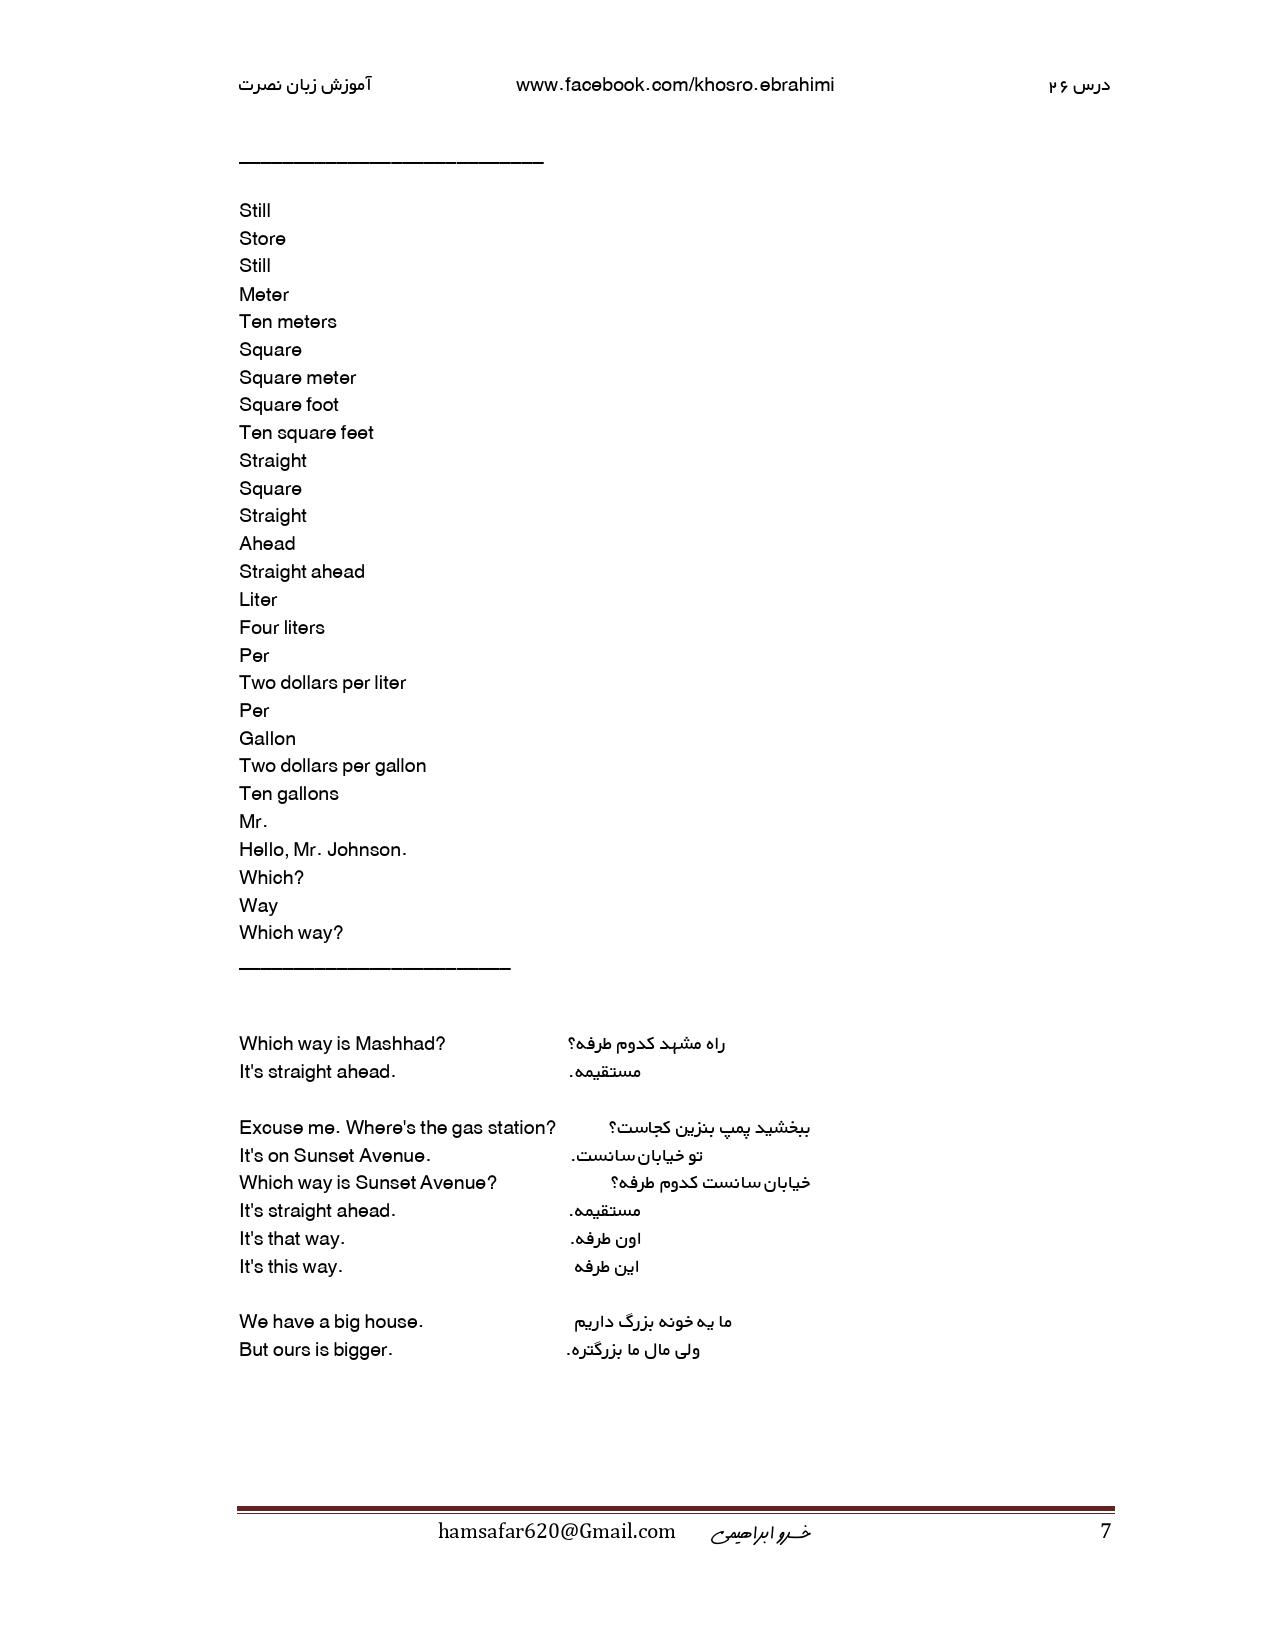 آموزش زبان نصرت www.facebook.com/khosro.ebrahimi درس ۲۶
____________________________
Still
Store
Still
Meter
Ten meters
Square
Square meter
Square foot
Ten square feet
Straight
Square
Straight
Ahead
Straight ahead
Liter
Four liters
Per
Two dollars per liter
Per
Gallon
Two dollars per gallon
Ten gallons
Mr.
Hello, Mr. Johnson.
Which?
Way
Which way?
_________________________
Which way is Mashhad? راه مشهد کدوم طرفه؟
It's straight ahead. مستقیمه.
Excuse me. Where's the gas station? ببخشید پمپ بنزین کجاست؟
It's on Sunset Avenue. تو خیابان سانست.
Which way is Sunset Avenue? خیابان سانست کدوم طرفه؟
It's straight ahead. مستقیمه.
It's that way. اون طرفه.
It's this way. این طرفه
We have a big house. ما یه خونه بزرگ داریم
But ours is bigger. ولی مال ما بزرگتره.
hamsafar620@Gmail.com خسرو ابراهیمی 7